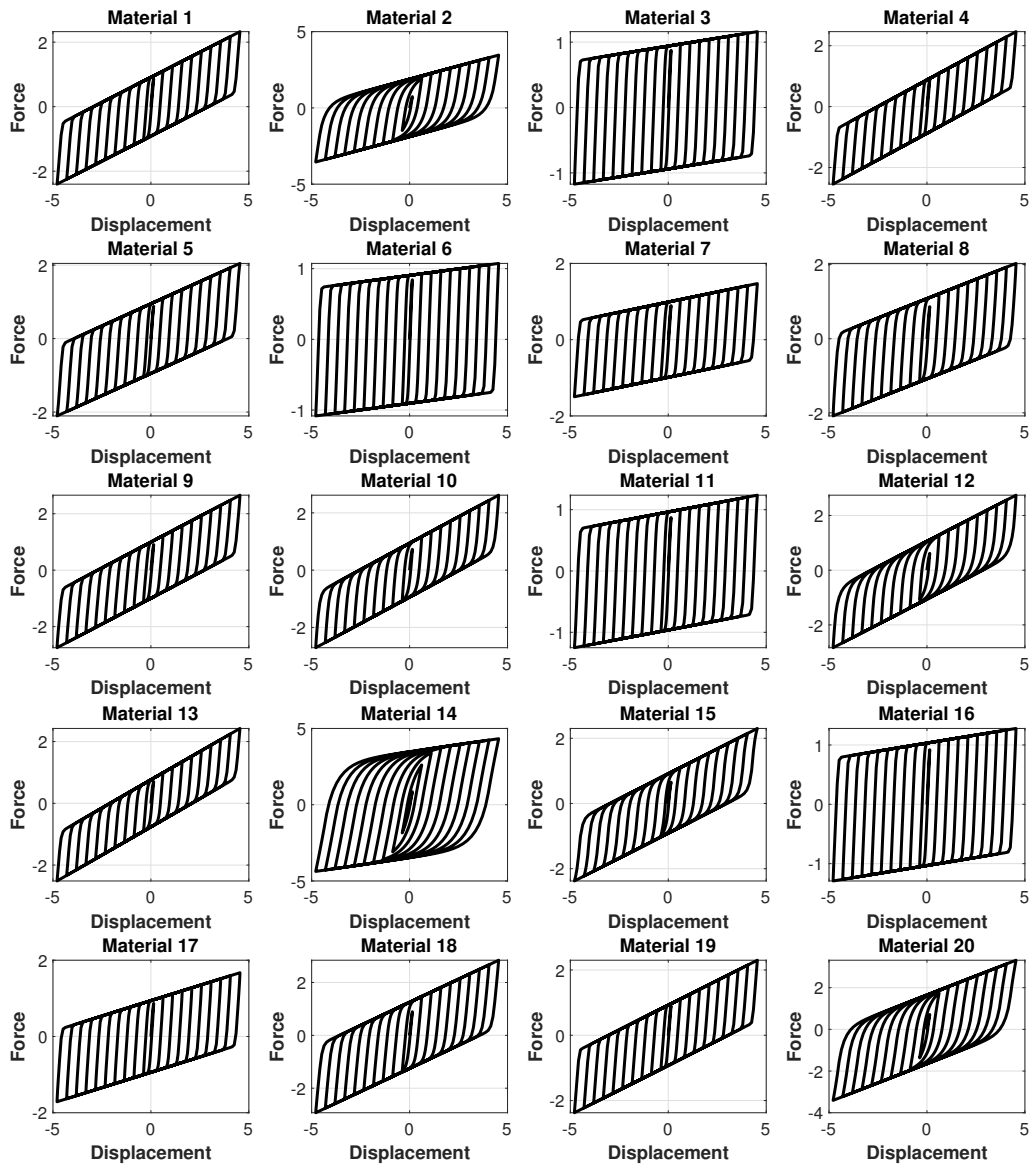 Material 1 Material 2 Material 3 Material 4
2 5 1 2
Force 0 Force 0 Force 0 Force 0
-2 -5 -1 -2
-5 0 5 -5 0 5 -5 0 5 -5 0 5
Displacement Displacement Displacement Displacement
Material 5 Material 6 Material 7 Material 8
2 1 2 2
Force 0 Force 0 Force 0 Force 0
-2 -1 -2 -2
-5 0 5 -5 0 5 -5 0 5 -5 0 5
Displacement Displacement Displacement Displacement
Material 9 Material 10 Material 11 Material 12
2 2 1 2
Force 0 Force 0 Force 0 Force 0
-2 -2 -1 -2
-5 0 5 -5 0 5 -5 0 5 -5 0 5
Displacement Displacement Displacement Displacement
Material 13 Material 14 Material 15 Material 16
2 5 2 1
Force 0 Force 0 Force 0 Force 0
-2 -5 -2 -1
-5 0 5 -5 0 5 -5 0 5 -5 0 5
Displacement Displacement Displacement Displacement
Material 17 Material 18 Material 19 Material 20
2 2 2 2
Force 0 Force 0 Force 0 Force 0
-2 -2 -2 -2
-4
-5 0 5 -5 0 5 -5 0 5 -5 0 5
Displacement Displacement Displacement Displacement